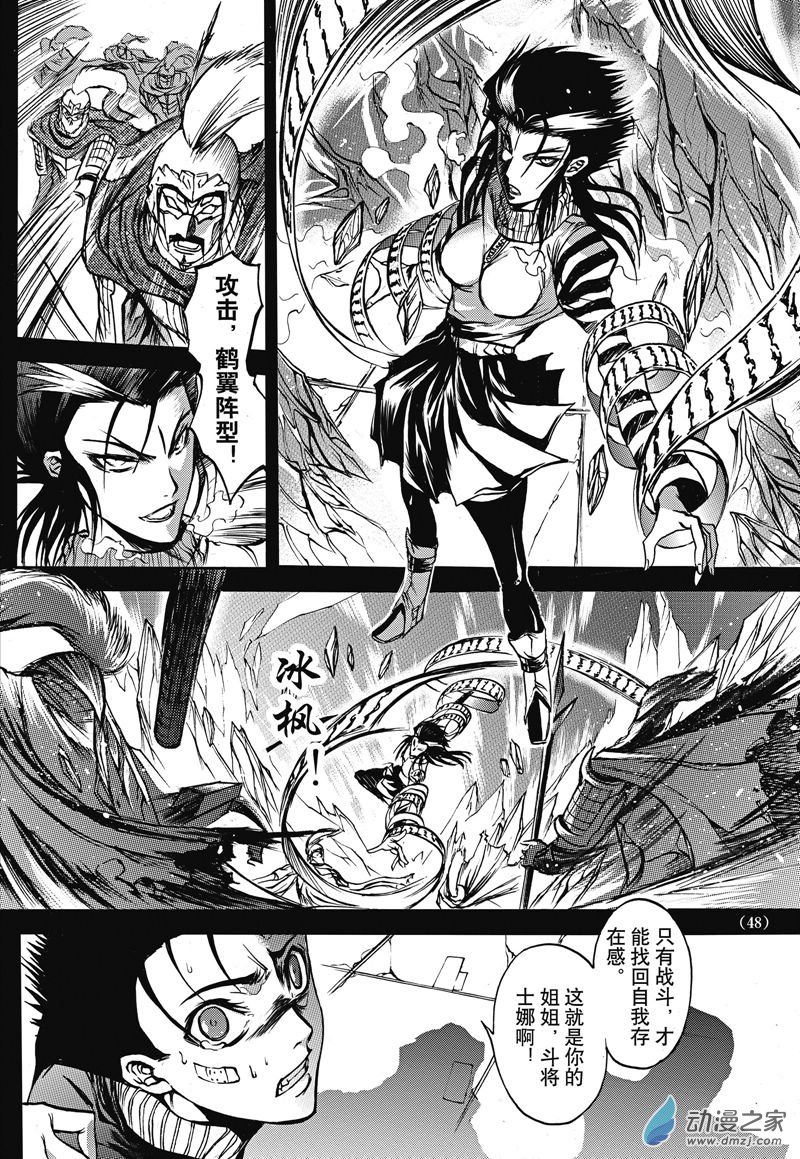 攻击，鹤翼阵型！
冰枫！
（48）
只有战斗，才
能找回自我存
在感。
这就是你的
姐姐，斗将
士娜啊！
动漫之家
www.dmzj.com